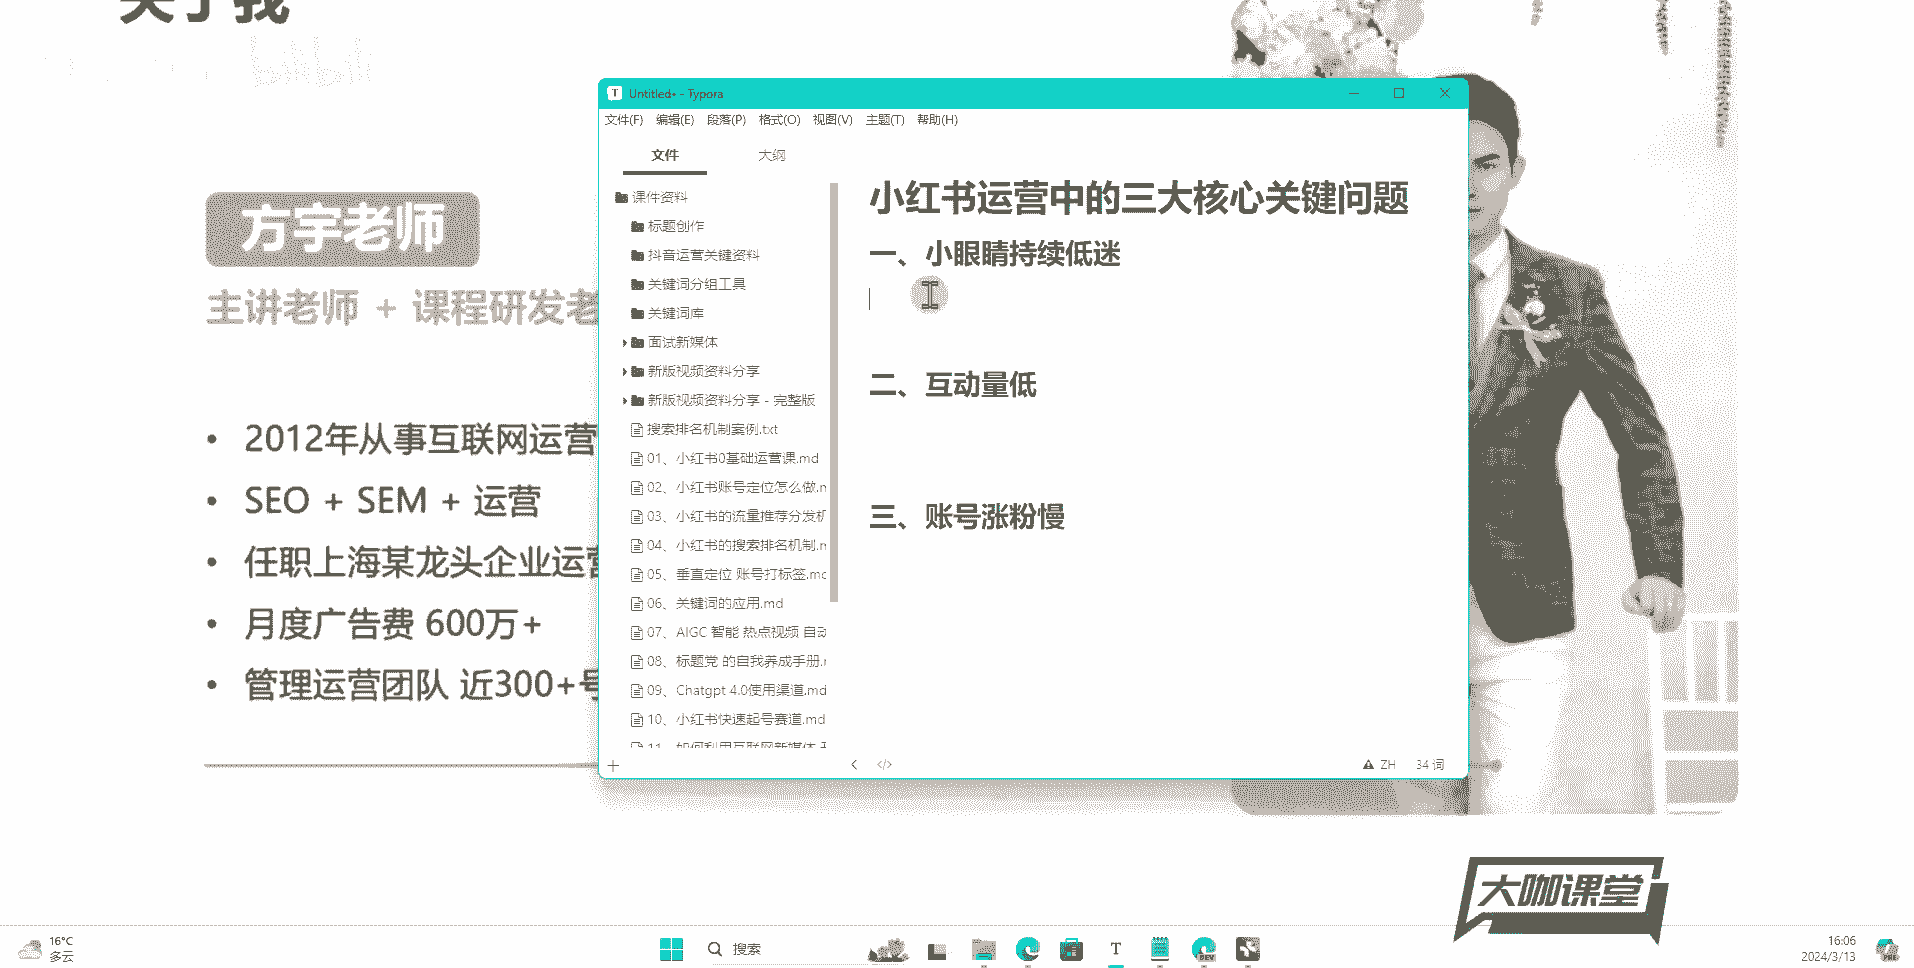 关于我
bilibili
方宇老师
主讲老师 + 课程研发老
• 2012年从事互联网运营
• SEO + SEM + 运营
• 任职上海某龙头企业运营
• 月度广告费 600万+
• 管理运营团队 近300+号
Untitled• - Typora
文件(F) 编辑(E) 段落(P) 格式(O) 视图(V) 主题(T) 帮助(H)
文件 大纲
课件资料
标题创作
抖音运营关键资料
关键词分组工具
关键词库
面试新媒体
新版视频资料分享
新版视频资料分享 - 完整版
搜索排名机制案例.txt
01、小红书0基础运营课.md
02、小红书账号定位怎么做.m
03、小红书的流量推荐分发机
04、小红书的搜索排名机制.m
05、垂直定位 账号打标签.md
06、关键词的应用.md
07、AIGC 智能 热点视频 自动
08、标题党 的自我养成手册.m
09、Chatgpt 4.0使用渠道.md
10、小红书快速起号赛道.md
11、如何利用互联网新媒体
小红书运营中的三大核心关键问题
一、小眼睛持续低迷
二、互动量低
三、账号涨粉慢
ZH 34 词
大咖课堂
16°C
多云
搜索
T
DEV
16:06
2024/3/13
PRE